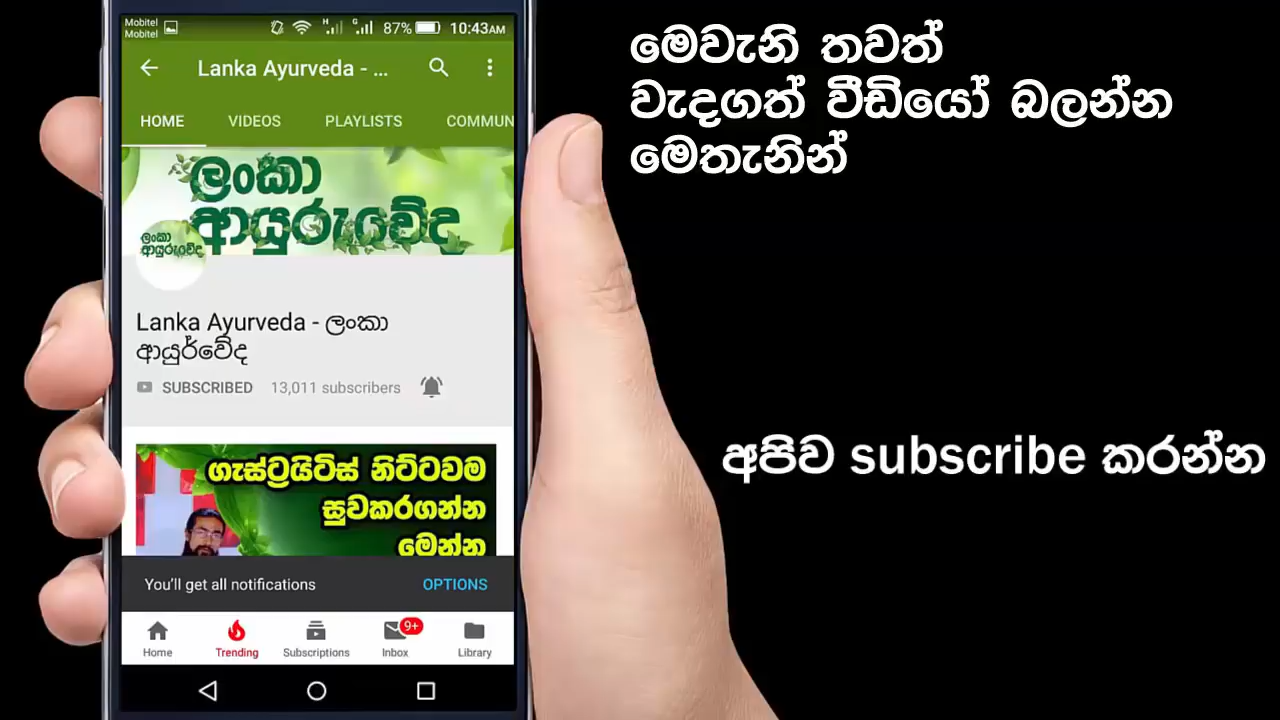 Mobitel
Mobitel
H
G
87%
10:43AM
Lanka Ayurveda - ...
HOME VIDEOS PLAYLISTS COMMUN
ලංකා
ආයුරුවේද
ලංකා
ආයුරුවේද
Lanka Ayurveda - ලංකා
ආයුර්වේද
SUBSCRIBED 13,011 subscribers
ගැස්ට්‍රයිටිස් නිට්ටවම
සුවකරගන්න
මෙන්න
You'll get all notifications OPTIONS
9+
Home Trending Subscriptions Inbox Library
මෙවැනි තවත්
වැදගත් වීඩියෝ බලන්න
මෙතැනින්
අපිව subscribe කරන්න